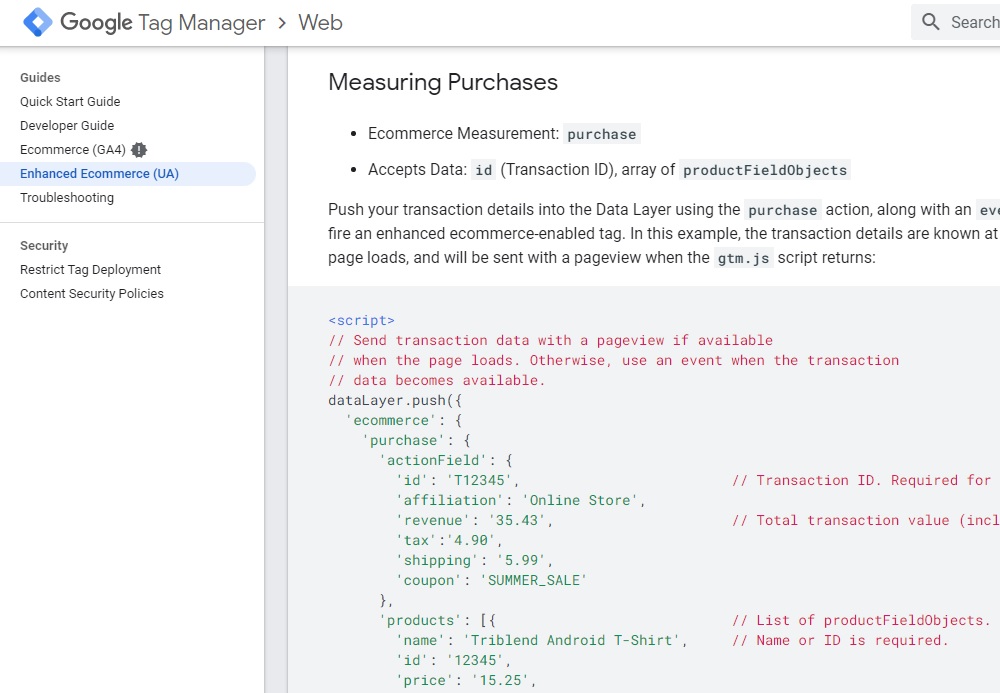 Google Tag Manager > Web
Search
Guides
Quick Start Guide
Developer Guide
Ecommerce (GA4)
Enhanced Ecommerce (UA)
Troubleshooting
Security
Restrict Tag Deployment
Content Security Policies
Measuring Purchases
• Ecommerce Measurement: purchase
• Accepts Data: id (Transaction ID), array of productFieldObjects
Push your transaction details into the Data Layer using the purchase action, along with an eve
fire an enhanced ecommerce-enabled tag. In this example, the transaction details are known at
page loads, and will be sent with a pageview when the gtm.js script returns:
<script>
// Send transaction data with a pageview if available
// when the page loads. Otherwise, use an event when the transaction
// data becomes available.
dataLayer.push({
  'ecommerce': {
    'purchase': {
      'actionField': {
        'id': 'T12345',                         // Transaction ID. Required for
        'affiliation': 'Online Store',
        'revenue': '35.43',                     // Total transaction value (incl
        'tax':'4.90',
        'shipping': '5.99',
        'coupon': 'SUMMER_SALE'
      },
      'products': [{                            // List of productFieldObjects.
        'name': 'Triblend Android T-Shirt',     // Name or ID is required.
        'id': '12345',
        'price': '15.25',